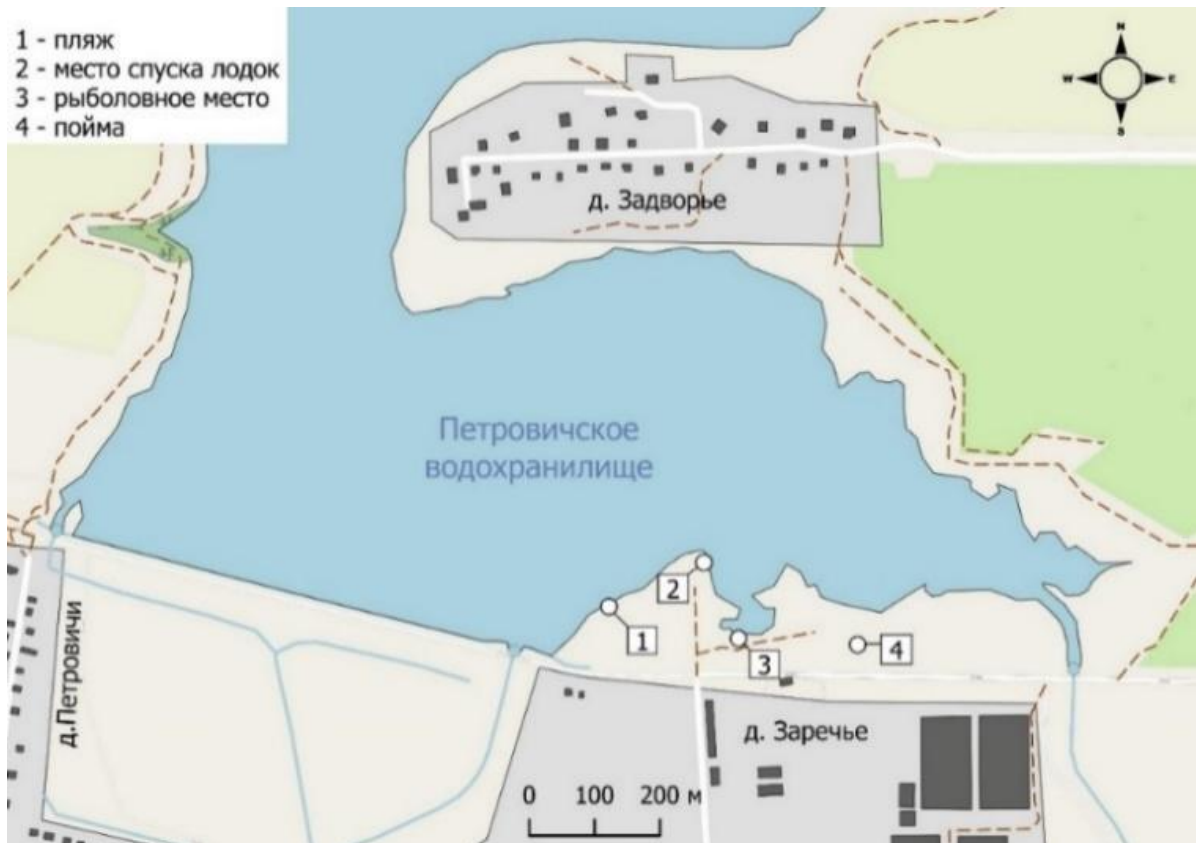 1 - пляж
2 - место спуска лодок
3 - рыболовное место
4 - пойма
N
W
E
S
д. Задворье
Петровичское
водохранилище
2
1
3
4
д.Петровичи
д. Заречье
0 100 200 м